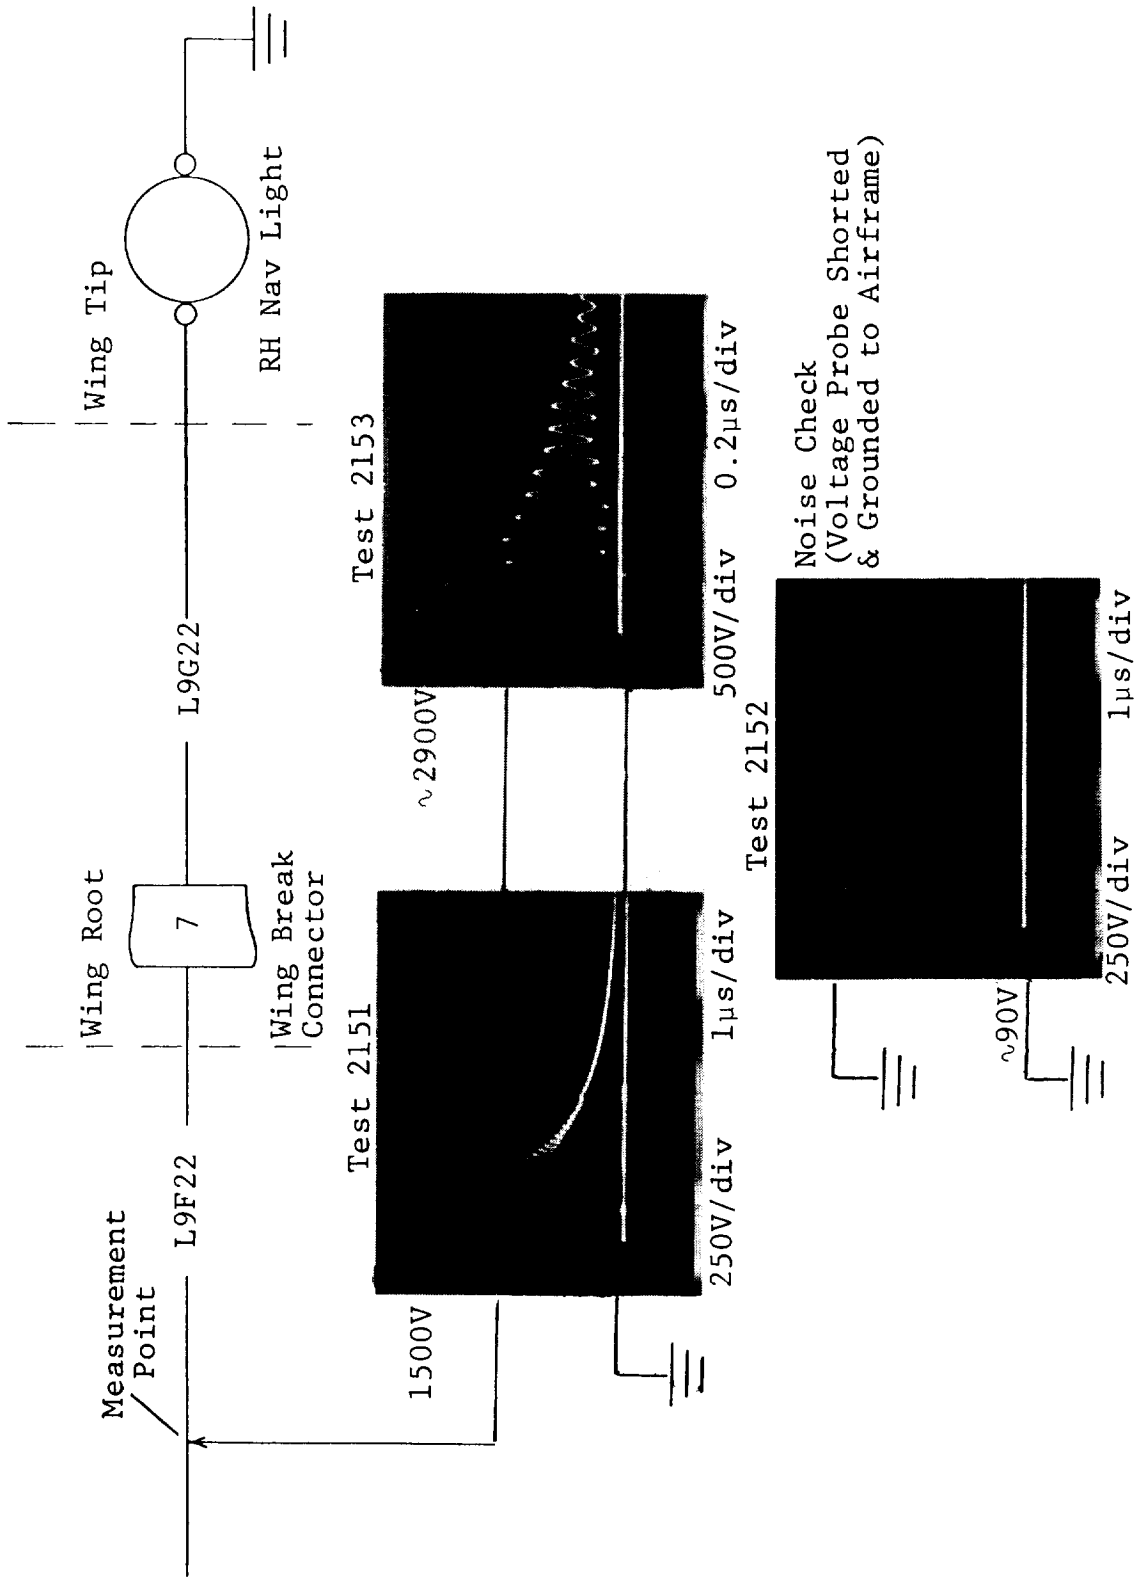 Measurement
Point
L9F22
Wing Root
7
Wing Break
Connector
L9G22
Wing Tip
RH Nav Light
Test 2151
1500V
250V/div 1µs/div
Test 2153
~2900V
500V/div 0.2µs/div
Test 2152
~90V
250V/div 1µs/div
Noise Check
(Voltage Probe Shorted
& Grounded to Airframe)